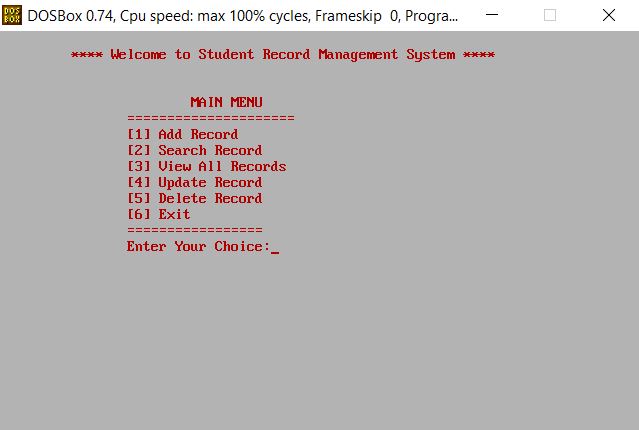 DOS
BOX
DOSBox 0.74, Cpu speed: max 100% cycles, Frameskip 0, Progra...
**** Welcome to Student Record Management System ****
MAIN MENU
=====================
[1] Add Record
[2] Search Record
[3] View All Records
[4] Update Record
[5] Delete Record
[6] Exit
=================
Enter Your Choice:_